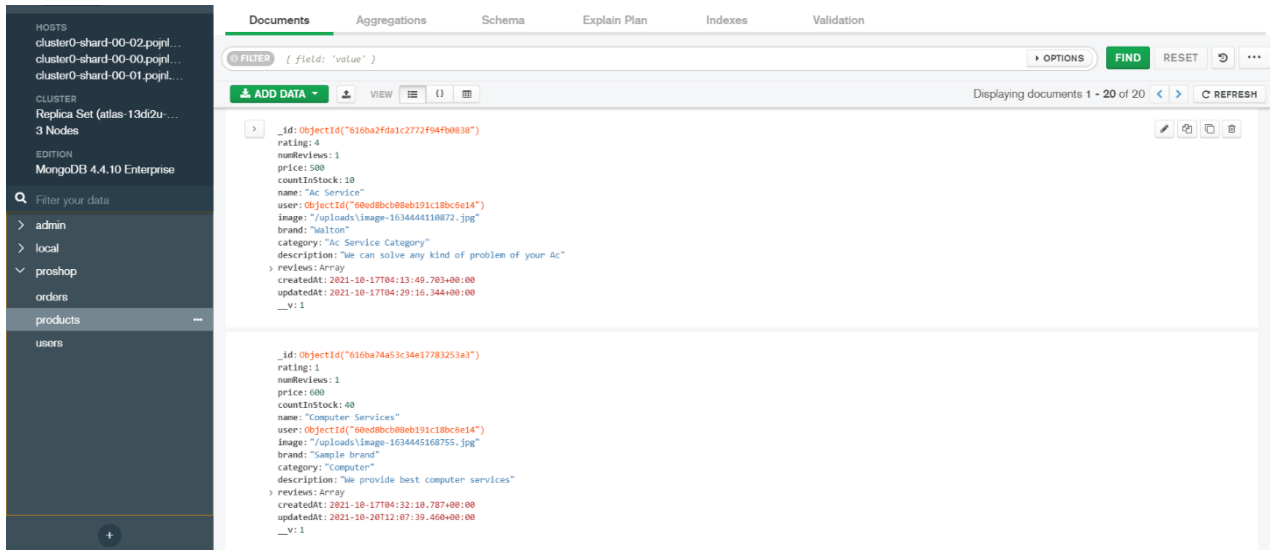 HOSTS
cluster0-shard-00-02.pojnl...
cluster0-shard-00-00.pojnl...
cluster0-shard-00-01.pojnl....
CLUSTER
Replica Set (atlas-13di2u-...
3 Nodes
EDITION
MongoDB 4.4.10 Enterprise
Filter your data
admin
local
proshop
orders
products
users
Documents Aggregations Schema Explain Plan Indexes Validation
FILTER { field: 'value' } OPTIONS FIND RESET
ADD DATA VIEW {} Displaying documents 1 - 20 of 20 REFRESH
_id: ObjectId("616ba2fda1c2772f94fb0838")
rating: 4
numReviews: 1
price: 500
countInStock: 10
name: "Ac Service"
user: ObjectId("60ed8bcb08eb191c18bc6e14")
image: "/uploads\image-1634444110872.jpg"
brand: "Walton"
category: "Ac Service Category"
description: "We can solve any kind of problem of your Ac"
reviews: Array
createdAt: 2021-10-17T04:13:49.703+00:00
updatedAt: 2021-10-17T04:29:16.344+00:00
__v: 1
_id: ObjectId("616ba74a53c34e17783253a3")
rating: 1
numReviews: 1
price: 600
countInStock: 40
name: "Computer Services"
user: ObjectId("60ed8bcb08eb191c18bc6e14")
image: "/uploads\image-1634445168755.jpg"
brand: "Sample brand"
category: "Computer"
description: "We provide best computer services"
reviews: Array
createdAt: 2021-10-17T04:32:10.787+00:00
updatedAt: 2021-10-20T12:07:39.460+00:00
__v: 1